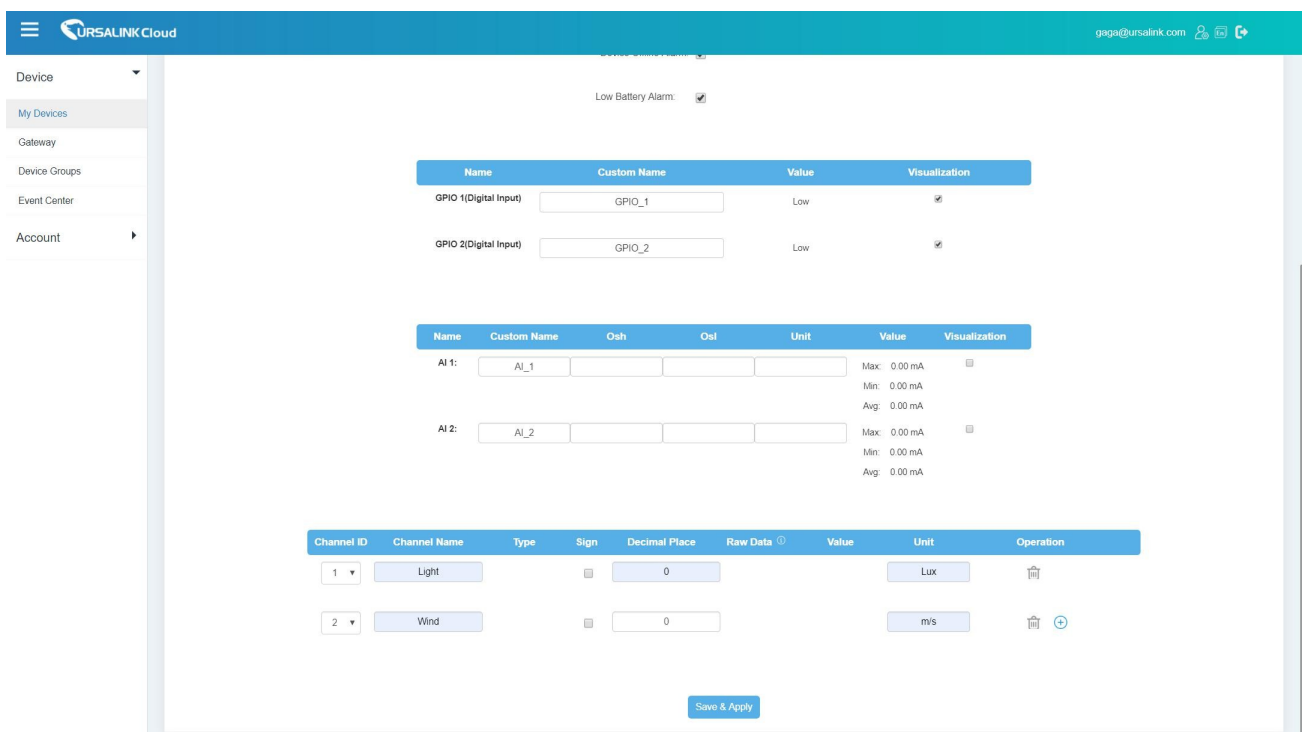 URSALINK Cloud
gaga@ursalink.com
Device
My Devices
Gateway
Device Groups
Event Center
Account
Low Battery Alarm:
Name Custom Name Value Visualization
GPIO 1(Digital Input) GPIO_1 Low
GPIO 2(Digital Input) GPIO_2 Low
Name Custom Name Osh Osl Unit Value Visualization
AI 1: AI_1 Max: 0.00 mA
Min: 0.00 mA
Avg: 0.00 mA
AI 2: AI_2 Max: 0.00 mA
Min: 0.00 mA
Avg: 0.00 mA
Channel ID Channel Name Type Sign Decimal Place Raw Data Value Unit Operation
1 Light 0 Lux
2 Wind 0 m/s
Save & Apply